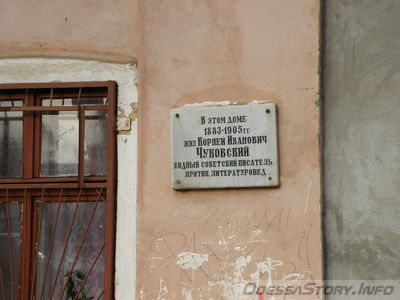 В этом доме
1883-1905гг
жил Корней Иванович
Чуковский
видный советский писатель,
критик, литературовед.
OdessaStory.Info